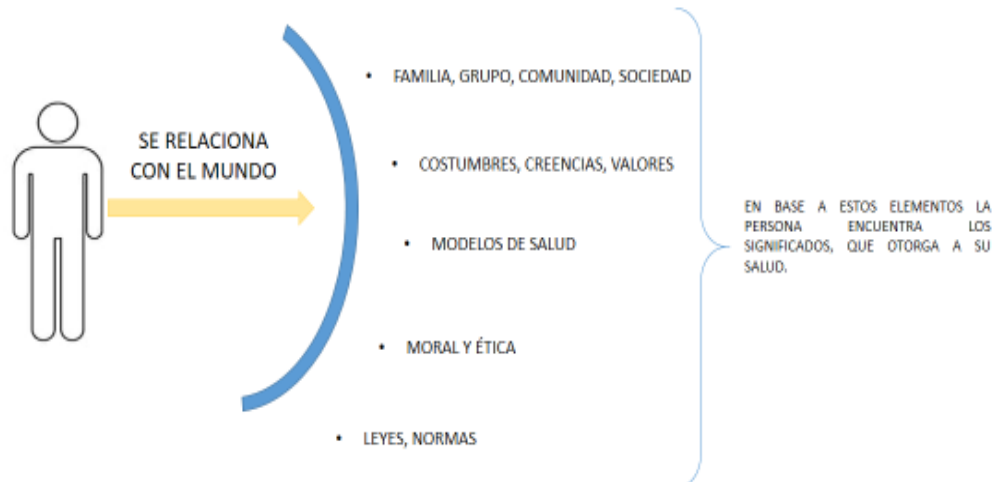 SE RELACIONA
CON EL MUNDO
• FAMILIA, GRUPO, COMUNIDAD, SOCIEDAD
• COSTUMBRES, CREENCIAS, VALORES
• MODELOS DE SALUD
• MORAL Y ÉTICA
• LEYES, NORMAS
EN BASE A ESTOS ELEMENTOS LA
PERSONA ENCUENTRA LOS
SIGNIFICADOS, QUE OTORGA A SU
SALUD.